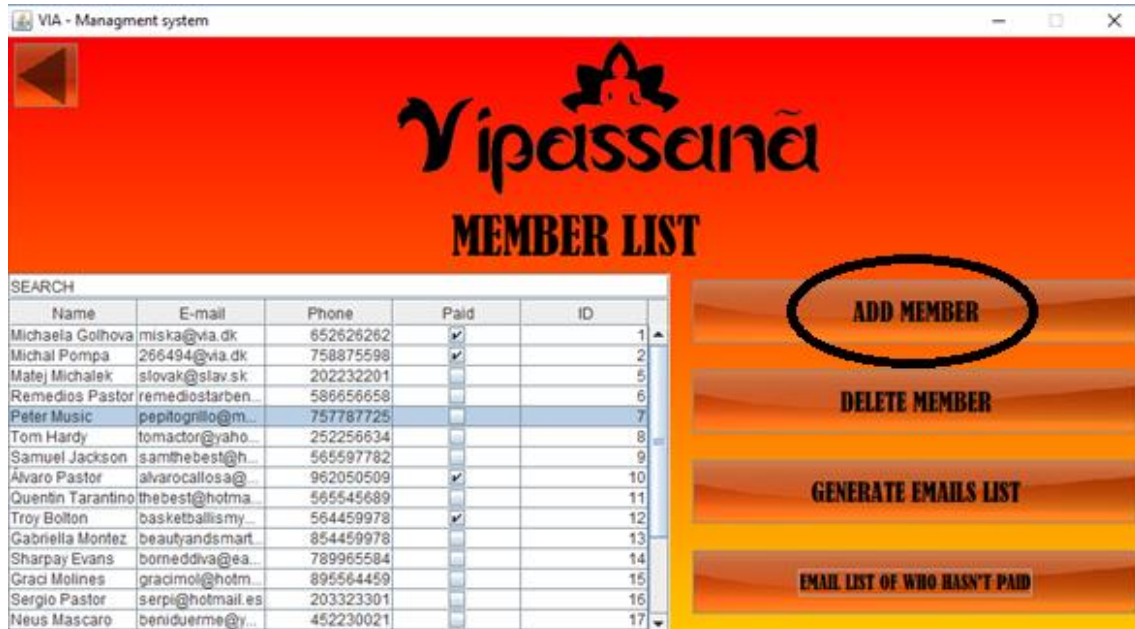 VIA - Managment system
Vipassanã
MEMBER LIST
SEARCH
Name E-mail Phone Paid ID
Michaela Golhova miska@via.dk 652626262 1
Michal Pompa 266494@via.dk 758875598 2
Matej Michalek slovak@slav.sk 202232201 5
Remedios Pastor remediostarben... 586656658 6
Peter Music pepitogrillo@m... 757787725 7
Tom Hardy tomactor@yaho... 252256634 8
Samuel Jackson samthebest@h... 565597782 9
Álvaro Pastor alvarocallosa@... 962050509 10
Quentin Tarantino thebest@hotma... 565545689 11
Troy Bolton basketballismy... 564459978 12
Gabriella Montez beautyandsmart... 854459978 13
Sharpay Evans borneddiva@ea... 789965584 14
Graci Molines gracimol@hotm... 895564459 15
Sergio Pastor serpi@hotmail.es 203323301 16
Neus Mascaro beniduerme@y... 452230021 17
ADD MEMBER
DELETE MEMBER
GENERATE EMAILS LIST
EMAIL LIST OF WHO HASN'T PAID